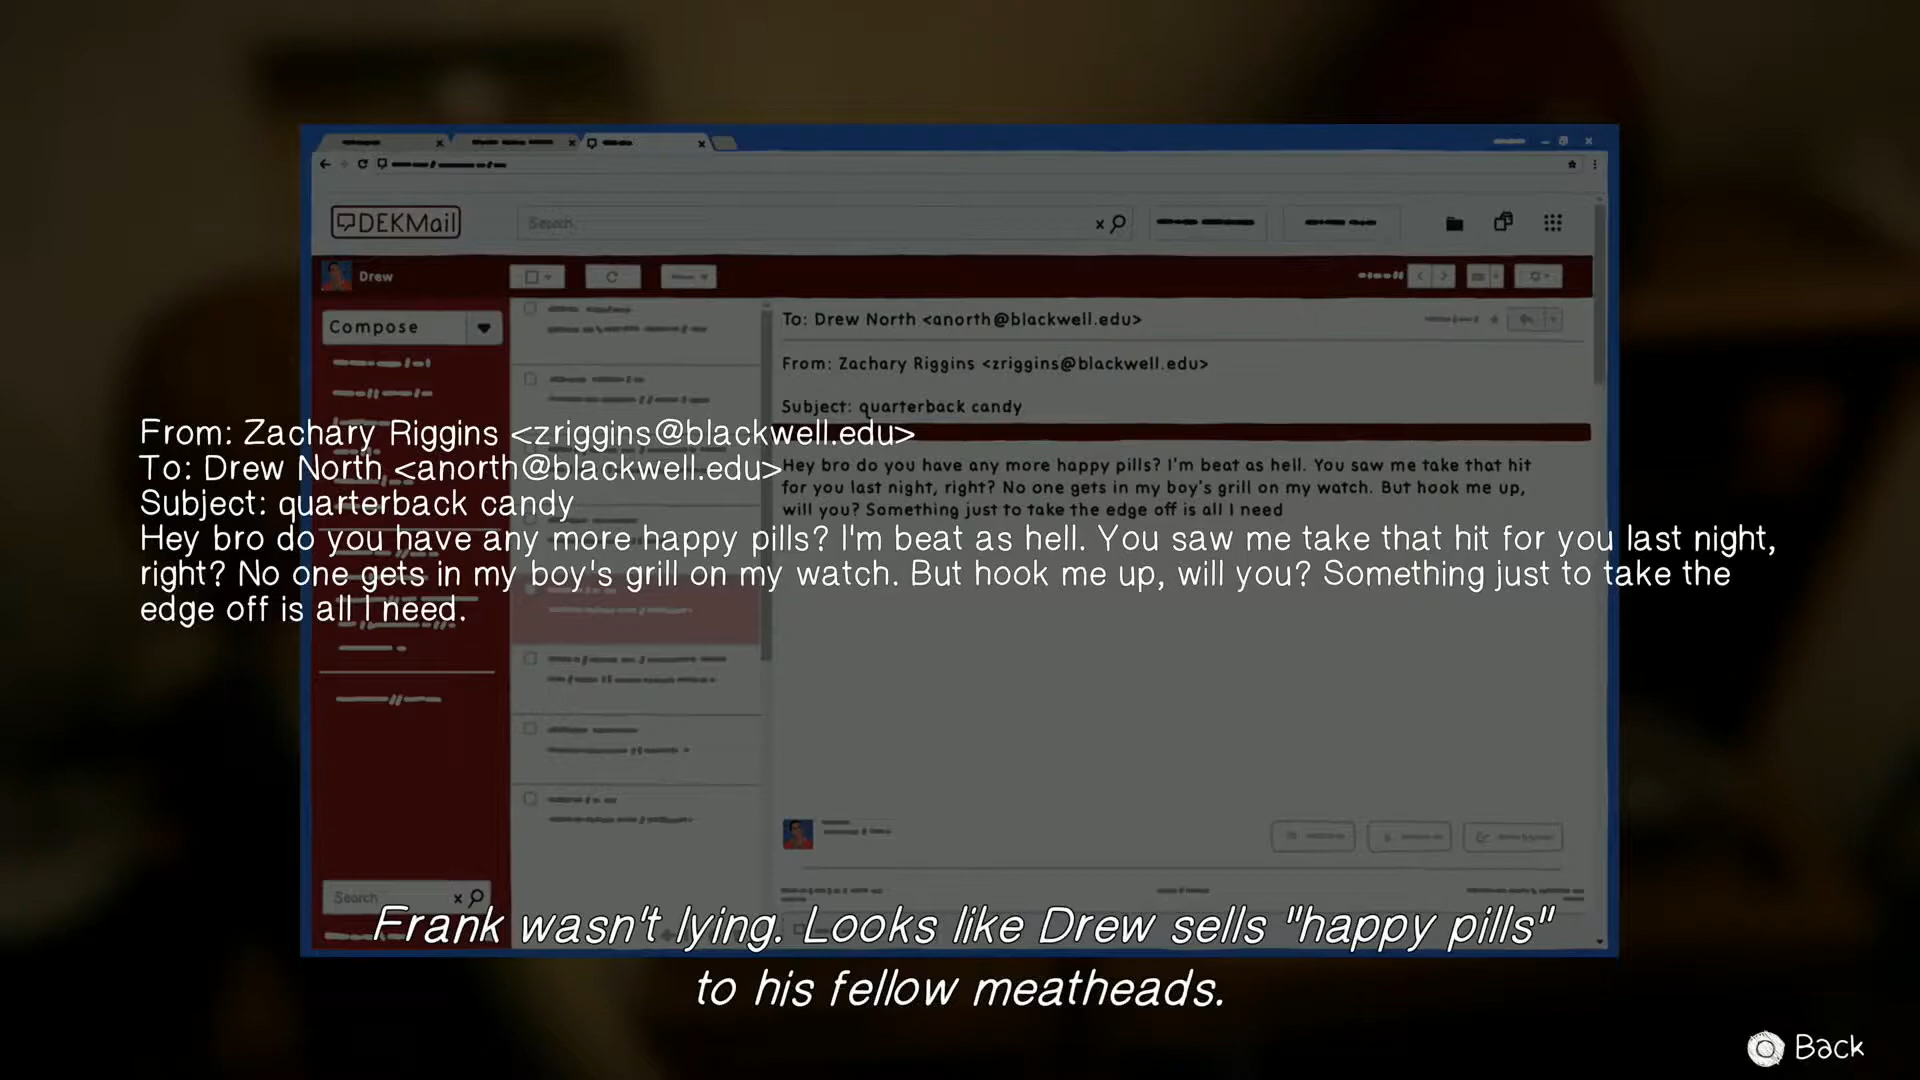 DEKMail
Search
Drew
Compose
To: Drew North <anorth@blackwell.edu>
From: Zachary Riggins <zriggins@blackwell.edu>
Subject: quarterback candy
Hey bro do you have any more happy pills? I'm beat as hell. You saw me take that hit
for you last night, right? No one gets in my boy's grill on my watch. But hook me up,
will you? Something just to take the edge off is all I need
From: Zachary Riggins <zriggins@blackwell.edu>
To: Drew North <anorth@blackwell.edu>
Subject: quarterback candy
Hey bro do you have any more happy pills? I'm beat as hell. You saw me take that hit for you last night,
right? No one gets in my boy's grill on my watch. But hook me up, will you? Something just to take the
edge off is all I need.
Search
Frank wasn't lying. Looks like Drew sells "happy pills"
to his fellow meatheads.
Back